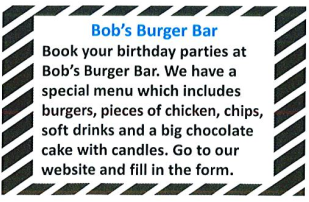 Bob's Burger Bar
Book your birthday parties at
Bob's Burger Bar. We have a
special menu which includes
burgers, pieces of chicken, chips,
soft drinks and a big chocolate
cake with candles. Go to our
website and fill in the form.